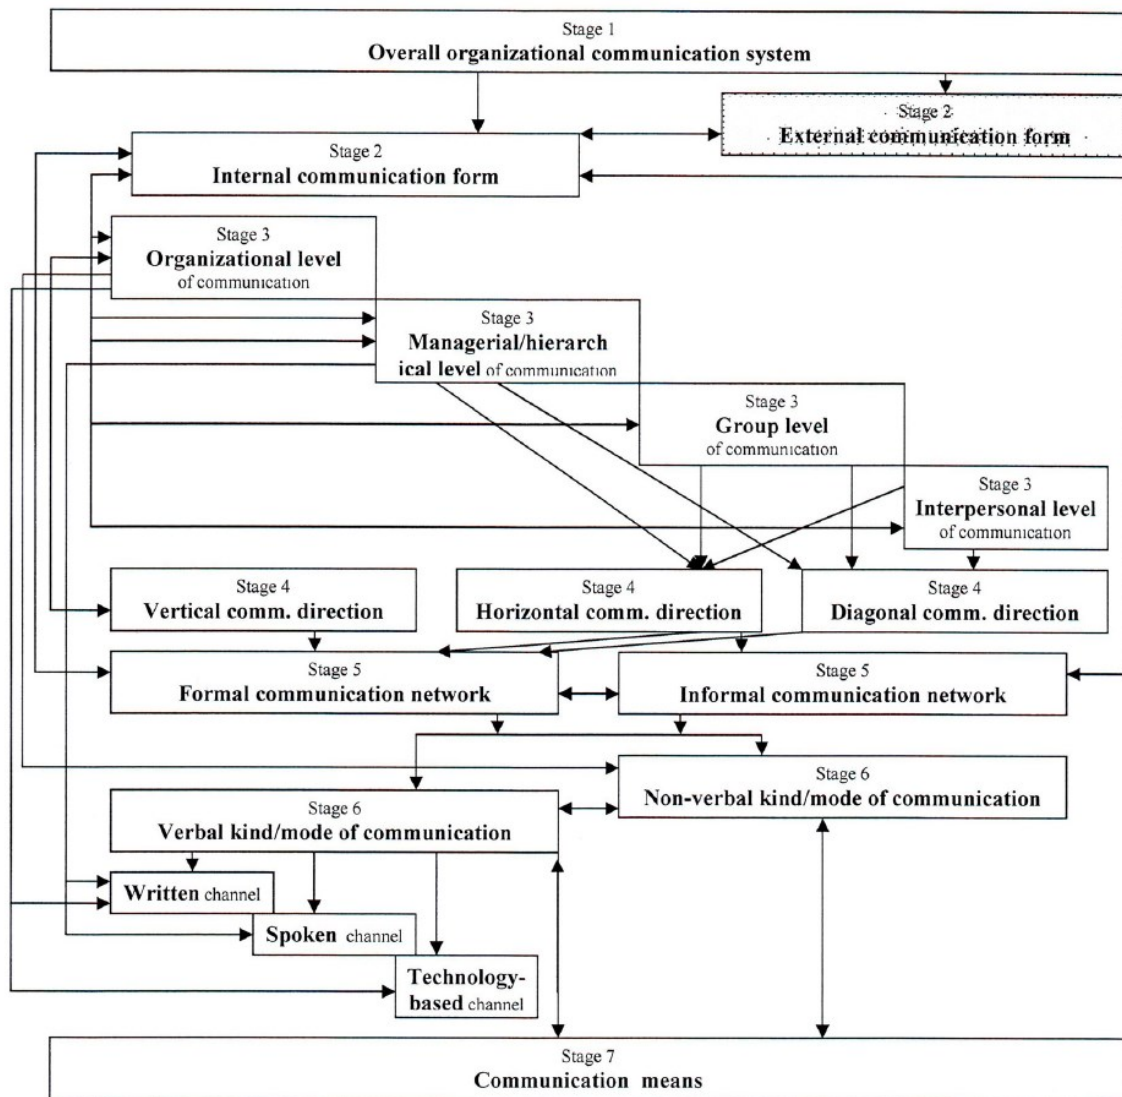 Stage 1
Overall organizational communication system
Stage 2
External communication form
Stage 2
Internal communication form
Stage 3
Organizational level
of communication
Stage 3
Managerial/hierarch
ical level of communication
Stage 3
Group level
of communication
Stage 3
Interpersonal level
of communication
Stage 4
Vertical comm. direction
Stage 4
Horizontal comm. direction
Stage 4
Diagonal comm. direction
Stage 5
Formal communication network
Stage 5
Informal communication network
Stage 6
Non-verbal kind/mode of communication
Stage 6
Verbal kind/mode of communication
Written channel
Spoken channel
Technology-
based channel
Stage 7
Communication means